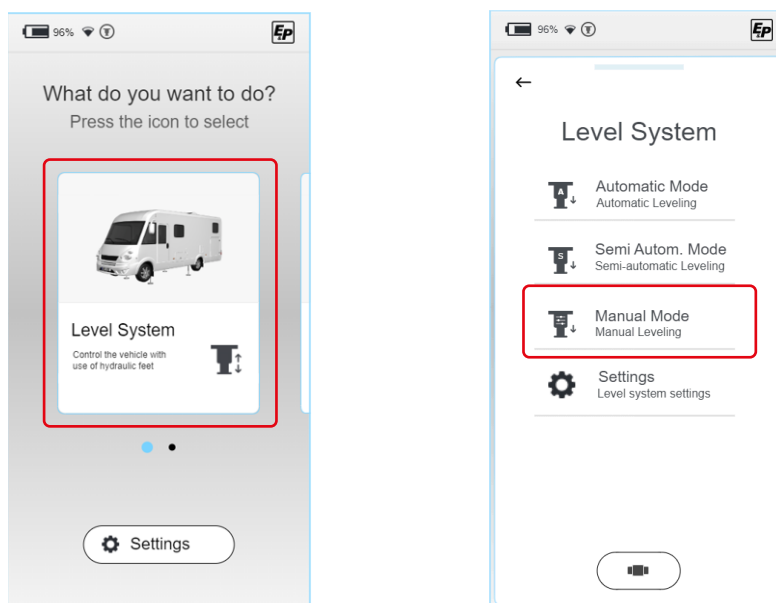 96%
E&P
What do you want to do?
Press the icon to select
Level System
Control the vehicle with
use of hydraulic feet
Settings
96%
E&P
Level System
A
Automatic Mode
Automatic Leveling
S
Semi Autom. Mode
Semi-automatic Leveling
Manual Mode
Manual Leveling
Settings
Level system settings